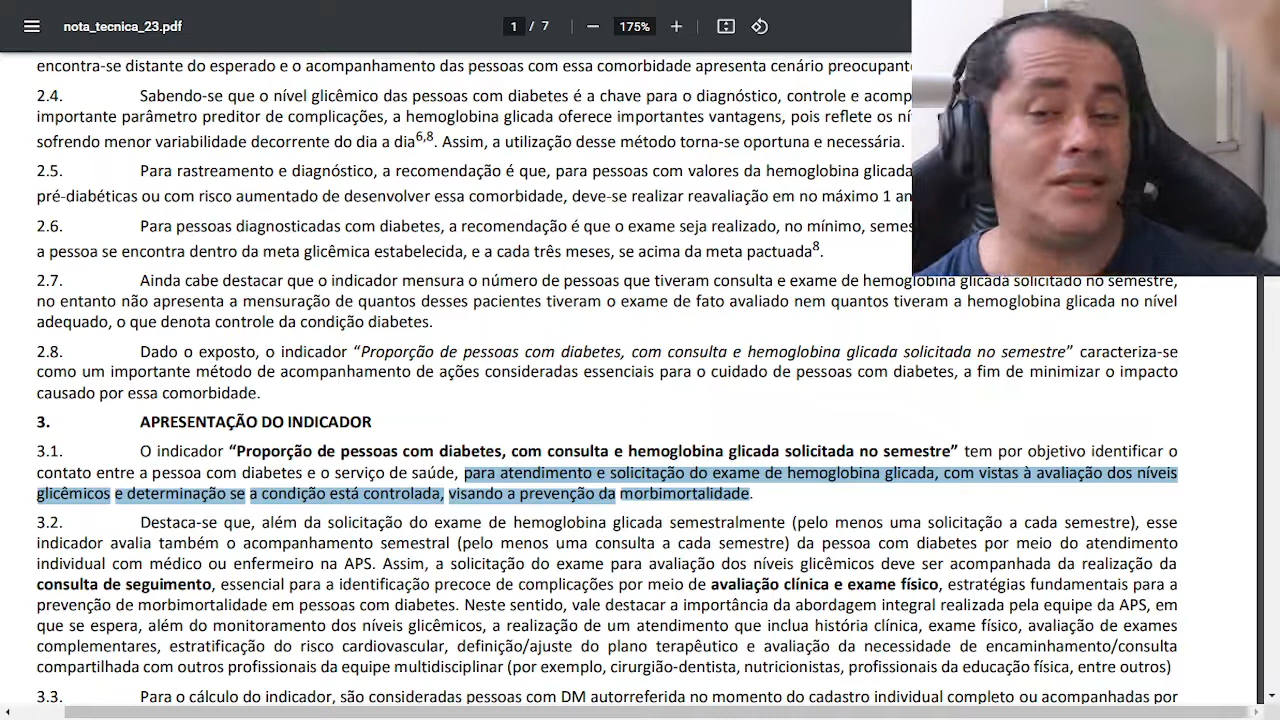 nota_tecnica_23.pdf
1 / 7
175%
encontra-se distante do esperado e o acompanhamento das pessoas com essa comorbidade apresenta cenário preocupant
2.4. Sabendo-se que o nível glicêmico das pessoas com diabetes é a chave para o diagnóstico, controle e acomp
importante parâmetro preditor de complicações, a hemoglobina glicada oferece importantes vantagens, pois reflete os ní
sofrendo menor variabilidade decorrente do dia a dia6,8. Assim, a utilização desse método torna-se oportuna e necessária.
2.5. Para rastreamento e diagnóstico, a recomendação é que, para pessoas com valores da hemoglobina glicada
pré-diabéticas ou com risco aumentado de desenvolver essa comorbidade, deve-se realizar reavaliação em no máximo 1 an
2.6. Para pessoas diagnosticadas com diabetes, a recomendação é que o exame seja realizado, no mínimo, semes
a pessoa se encontra dentro da meta glicêmica estabelecida, e a cada três meses, se acima da meta pactuada8.
2.7. Ainda cabe destacar que o indicador mensura o número de pessoas que tiveram consulta e exame de hemoglobina glicada solicitado no semestre,
no entanto não apresenta a mensuração de quantos desses pacientes tiveram o exame de fato avaliado nem quantos tiveram a hemoglobina glicada no nível
adequado, o que denota controle da condição diabetes.
2.8. Dado o exposto, o indicador “Proporção de pessoas com diabetes, com consulta e hemoglobina glicada solicitada no semestre” caracteriza-se
como um importante método de acompanhamento de ações consideradas essenciais para o cuidado de pessoas com diabetes, a fim de minimizar o impacto
causado por essa comorbidade.
3. APRESENTAÇÃO DO INDICADOR
3.1. O indicador “Proporção de pessoas com diabetes, com consulta e hemoglobina glicada solicitada no semestre” tem por objetivo identificar o
contato entre a pessoa com diabetes e o serviço de saúde, para atendimento e solicitação do exame de hemoglobina glicada, com vistas à avaliação dos níveis
glicêmicos e determinação se a condição está controlada, visando a prevenção da morbimortalidade.
3.2. Destaca-se que, além da solicitação do exame de hemoglobina glicada semestralmente (pelo menos uma solicitação a cada semestre), esse
indicador avalia também o acompanhamento semestral (pelo menos uma consulta a cada semestre) da pessoa com diabetes por meio do atendimento
individual com médico ou enfermeiro na APS. Assim, a solicitação do exame para avaliação dos níveis glicêmicos deve ser acompanhada da realização da
consulta de seguimento, essencial para a identificação precoce de complicações por meio de avaliação clínica e exame físico, estratégias fundamentais para a
prevenção de morbimortalidade em pessoas com diabetes. Neste sentido, vale destacar a importância da abordagem integral realizada pela equipe da APS, em
que se espera, além do monitoramento dos níveis glicêmicos, a realização de um atendimento que inclua história clínica, exame físico, avaliação de exames
complementares, estratificação do risco cardiovascular, definição/ajuste do plano terapêutico e avaliação da necessidade de encaminhamento/consulta
compartilhada com outros profissionais da equipe multidisciplinar (por exemplo, cirurgião-dentista, nutricionistas, profissionais da educação física, entre outros)
3.3. Para o cálculo do indicador, são consideradas pessoas com DM autorreferida no momento do cadastro individual completo ou acompanhadas por